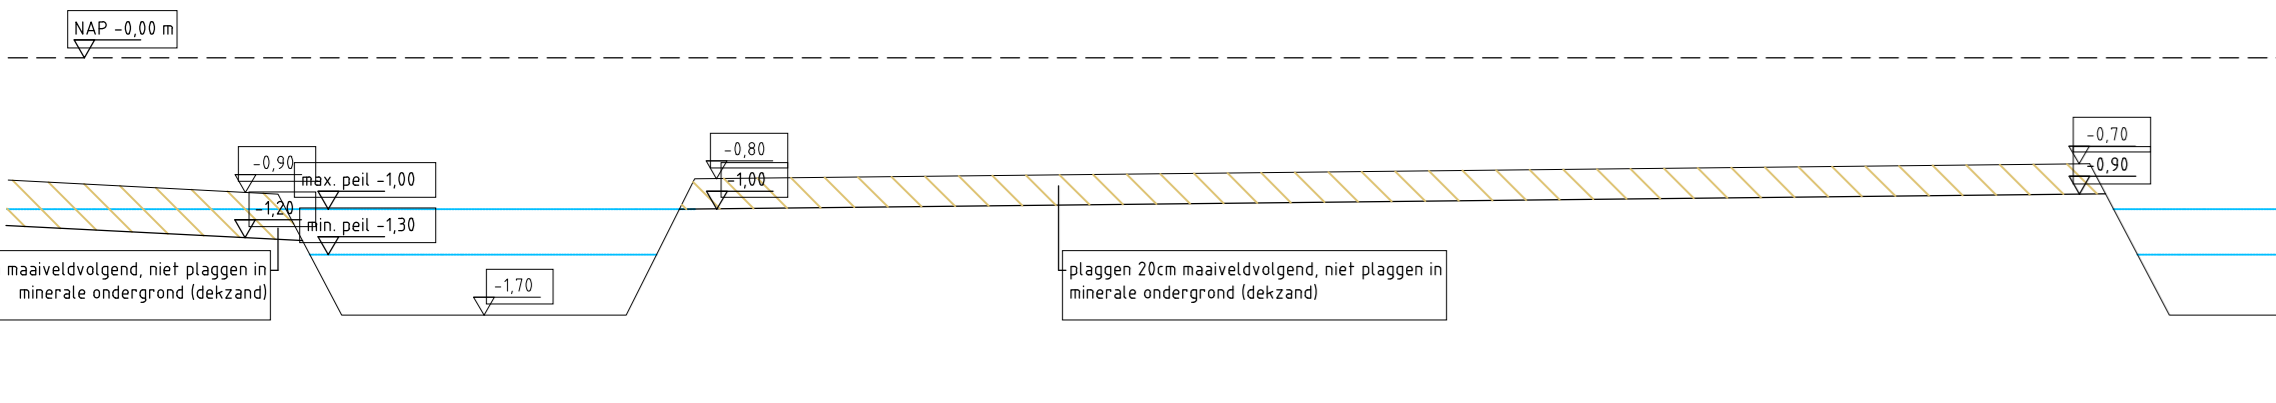 NAP -0,00 m
-0,90
max. peil -1,00
-1,20
min. peil -1,30
maaiveldvolgend, niet plaggen in
minerale ondergrond (dekzand)
-1,70
-0,80
-1,00
plaggen 20cm maaiveldvolgend, niet plaggen in
minerale ondergrond (dekzand)
-0,70
-0,90